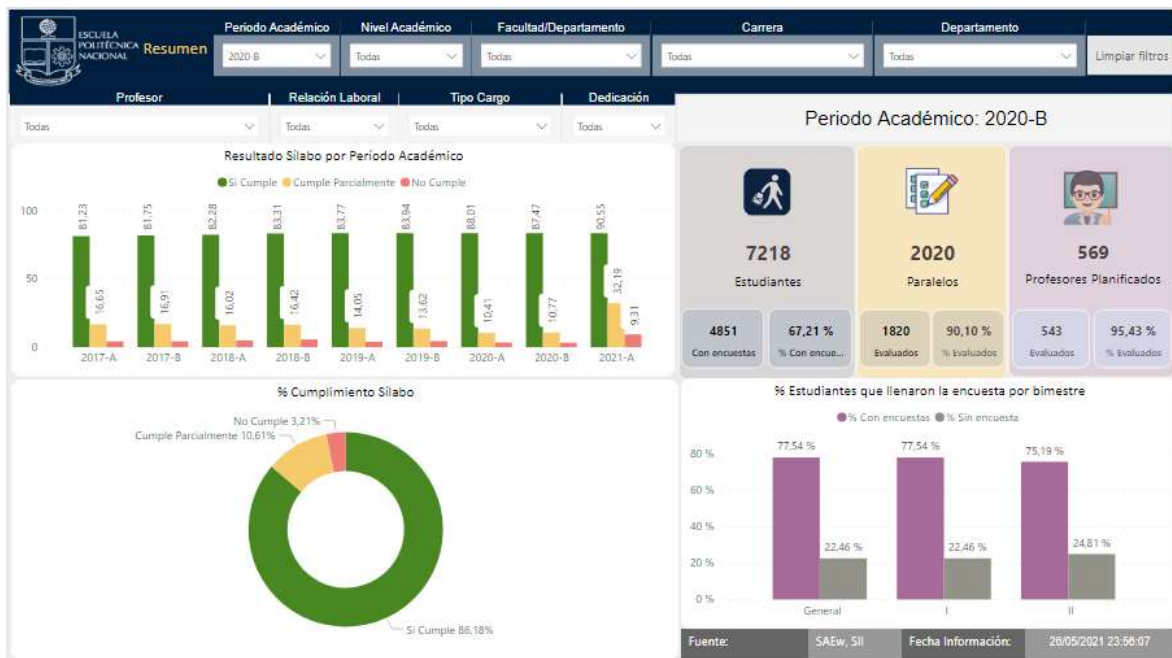 ESCUELA
POLITÉCNICA
NACIONAL
Resumen
Periodo Académico
Nivel Académico
Facultad/Departamento
Carrera
Departamento
2020-B
Todas
Todas
Todas
Todas
Limpiar filtros
Profesor
Relación Laboral
Tipo Cargo
Dedicación
Todas
Todas
Todas
Todas
Periodo Académico: 2020-B
Resultado Sílabo por Período Académico
Si Cumple Cumple Parcialmente No Cumple
100
50
0
81,23
16,65
81,75
16,91
82,28
16,02
83,31
16,42
83,77
14,05
83,94
13,62
88,01
10,41
87,47
10,77
90,55
32,19
9,31
2017-A 2017-B 2018-A 2018-B 2019-A 2019-B 2020-A 2020-B 2021-A
7218
Estudiantes
4851
Con encuestas
67,21 %
% Con encue...
2020
Paralelos
1820
Evaluados
90,10 %
% Evaluados
569
Profesores Planificados
543
Evaluados
95,43 %
% Evaluados
% Cumplimiento Sílabo
No Cumple 3,21%
Cumple Parcialmente 10,61%
Si Cumple 86,18%
% Estudiantes que llenaron la encuesta por bimestre
% Con encuestas % Sin encuesta
80 %
60 %
40 %
20 %
0 %
77,54 %
22,46 %
77,54 %
22,46 %
75,19 %
24,81 %
General I II
Fuente: SAEw, SII Fecha Información: 26/05/2021 23:56:07